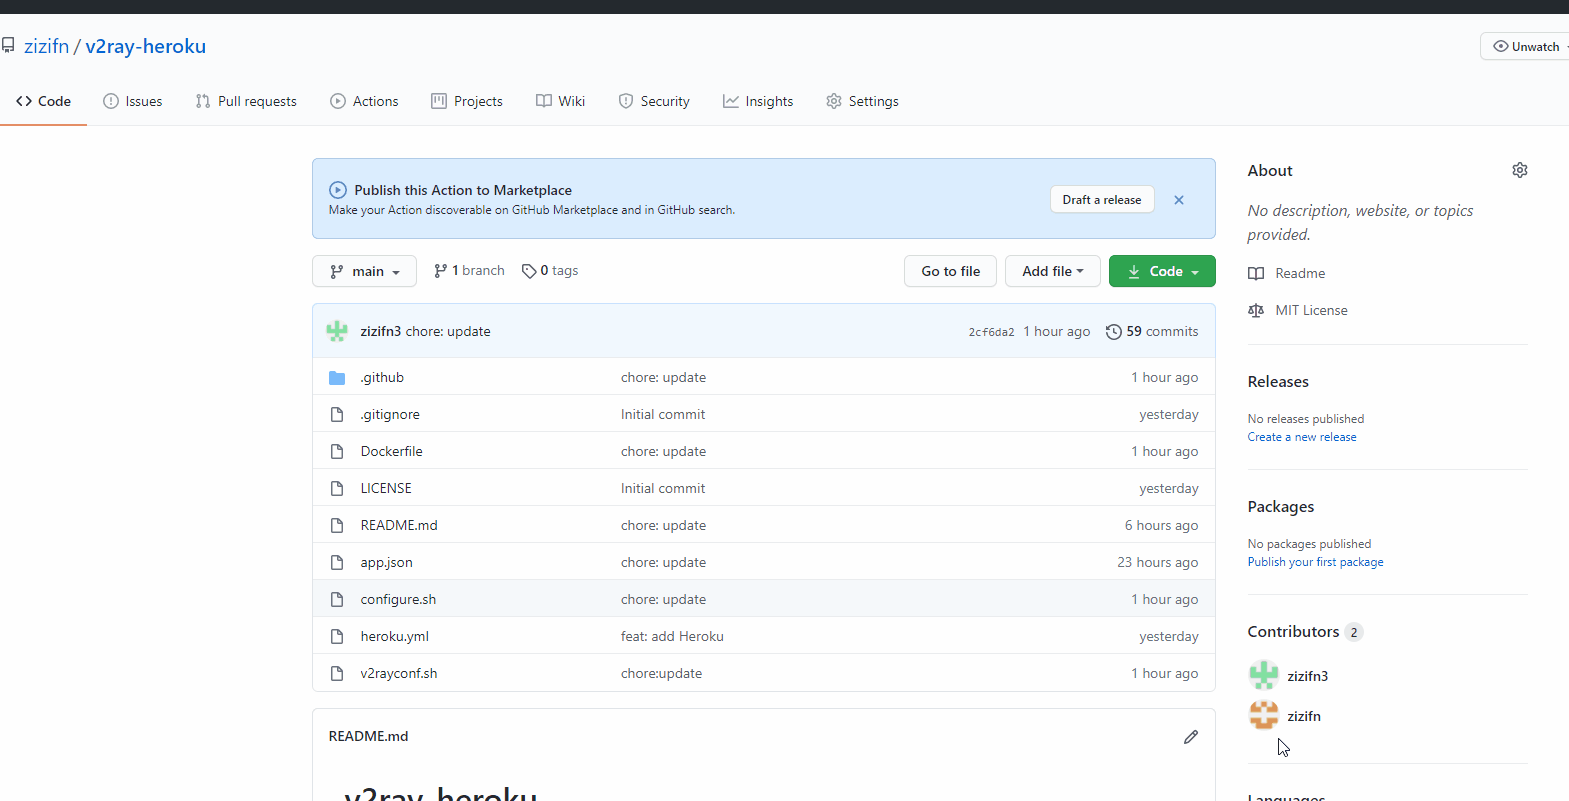 zizifn / v2ray-heroku
Unwatch
Code Issues Pull requests Actions Projects Wiki Security Insights Settings
Publish this Action to Marketplace
Make your Action discoverable on GitHub Marketplace and in GitHub search.
Draft a release
main 1 branch 0 tags Go to file Add file Code
zizifn3 chore: update 2cf6da2 1 hour ago 59 commits
.github chore: update 1 hour ago
.gitignore Initial commit yesterday
Dockerfile chore: update 1 hour ago
LICENSE Initial commit yesterday
README.md chore: update 6 hours ago
app.json chore: update 23 hours ago
configure.sh chore: update 1 hour ago
heroku.yml feat: add Heroku yesterday
v2rayconf.sh chore:update 1 hour ago
README.md
v2ray-heroku
About
No description, website, or topics
provided.
Readme
MIT License
Releases
No releases published
Create a new release
Packages
No packages published
Publish your first package
Contributors 2
zizifn3
zizifn
Languages